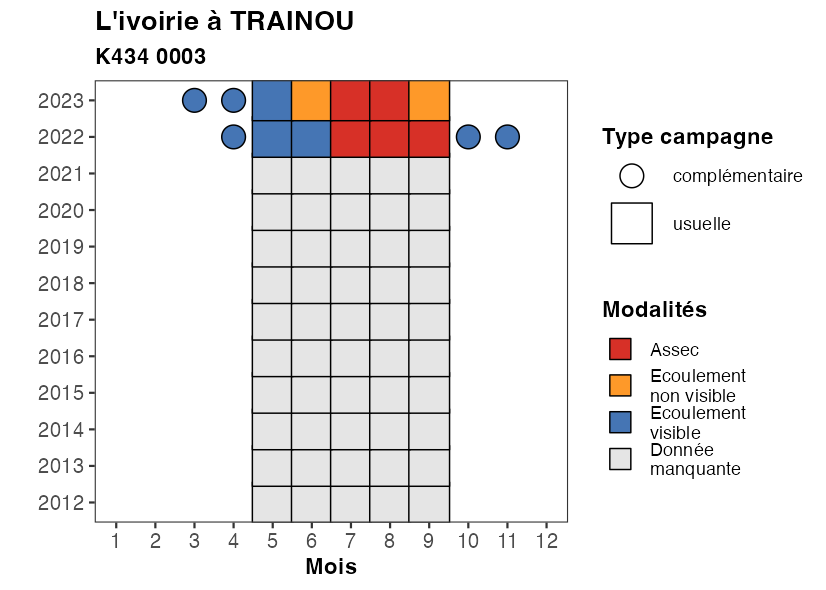 L'ivoirie à TRAINOU
K434 0003
2023
2022
2021
2020
2019
2018
2017
2016
2015
2014
2013
2012
1 2 3 4 5 6 7 8 9 10 11 12
Mois
Type campagne
complémentaire
usuelle
Modalités
Assec
Ecoulement
non visible
Ecoulement
visible
Donnée
manquante